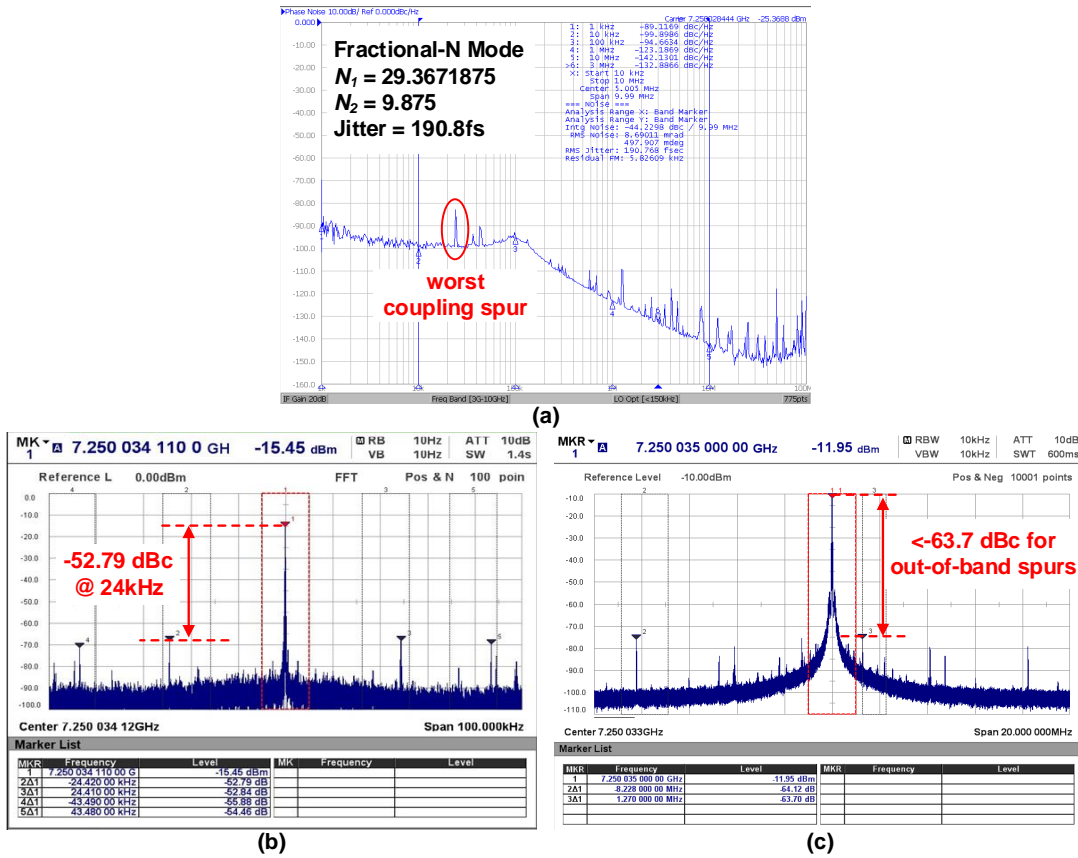 Phase Noise 10.00dB/ Ref 0.000dBc/Hz
Carrier 7.250028444 GHz -25.3688 dBm
0.000
-10.00
-20.00
-30.00
-40.00
-50.00
-60.00
-70.00
-80.00
-90.00
-100.0
-110.0
-120.0
-130.0
-140.0
-150.0
-160.0
Fractional-N Mode
N1 = 29.3671875
N2 = 9.875
Jitter = 190.8fs
1: 1 kHz -89.1169 dBc/Hz
2: 10 kHz -99.8986 dBc/Hz
3: 100 kHz -94.6634 dBc/Hz
4: 1 MHz -123.1869 dBc/Hz
5: 10 MHz -142.1301 dBc/Hz
>6: 3 MHz -132.8866 dBc/Hz
X: Start 10 kHz
Stop 10 MHz
Center 5.005 MHz
Span 9.99 MHz
=== Noise ===
Analysis Range X: Band Marker
Analysis Range Y: Band Marker
Intg Noise: -44.2298 dBc / 9.99 MHz
RMS Noise: 8.69011 mrad
497.907 mdeg
RMS Jitter: 190.768 fsec
Residual FM: 5.82609 kHz
worst
coupling spur
2
3
4
5
IF Gain 20dB
Freq Band [3G-10GHz]
LO Opt [<150kHz]
775pts
(a)
MK 1 A 7.250 034 110 0 GH -15.45 dBm
RB 10Hz ATT 10dB
VB 10Hz SW 1.4s
Reference L 0.00dBm FFT Pos & N 100 poin
4 2 1 3 5
0.0
-10.0
-20.0
-30.0
-40.0
-50.0
-60.0
-70.0
-80.0
-90.0
-100.0
-52.79 dBc
@ 24kHz
Center 7.250 034 12GHz Span 100.000kHz
Marker List
MKR Frequency Level MK Frequency Level
1 7.250 034 110 00 G -15.45 dBm
2Δ1 -24.420 00 kHz -52.79 dB
3Δ1 24.410 00 kHz -52.84 dB
4Δ1 -43.490 00 kHz -55.88 dB
5Δ1 43.480 00 kHz -54.46 dB
(b)
MKR 1 A 7.250 035 000 00 GHz -11.95 dBm
RBW 10kHz ATT 10dB
VBW 10kHz SWT 600ms
Reference Level -10.00dBm Pos & Neg 10001 points
2 1 1 3
-10.0
-20.0
-30.0
-40.0
-50.0
-60.0
-70.0
-80.0
-90.0
-100.0
-110.0
<-63.7 dBc for
out-of-band spurs
Center 7.250 033GHz Span 20.000 000MHz
Marker List
MKR Frequency Level MKR Frequency Level
1 7.250 035 000 00 GHz -11.95 dBm
2Δ1 -8.228 000 00 MHz -64.12 dB
3Δ1 1.270 000 00 MHz -63.70 dB
(c)